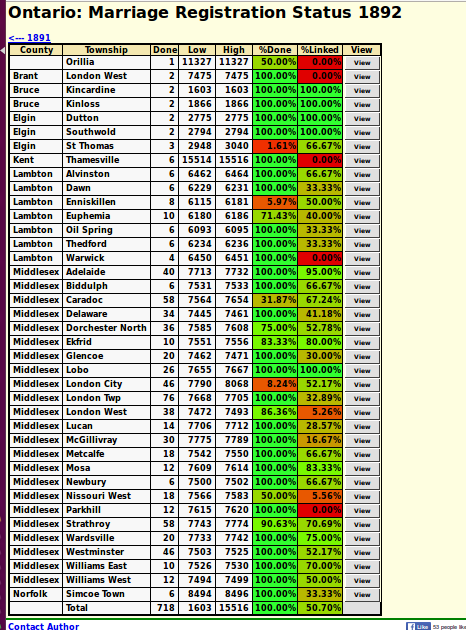 Ontario: Marriage Registration Status 1892
<--- 1891
County Township Done Low High %Done %Linked View
Orillia 1 11327 11327 50.00% 0.00% View
Brant London West 2 7475 7475 100.00% 0.00% View
Bruce Kincardine 2 1603 1603 100.00% 100.00% View
Bruce Kinloss 2 1866 1866 100.00% 100.00% View
Elgin Dutton 2 2775 2775 100.00% 100.00% View
Elgin Southwold 2 2794 2794 100.00% 100.00% View
Elgin St Thomas 3 2948 3040 1.61% 66.67% View
Kent Thamesville 6 15514 15516 100.00% 0.00% View
Lambton Alvinston 6 6462 6464 100.00% 66.67% View
Lambton Dawn 6 6229 6231 100.00% 33.33% View
Lambton Enniskillen 8 6115 6181 5.97% 50.00% View
Lambton Euphemia 10 6180 6186 71.43% 40.00% View
Lambton Oil Spring 6 6093 6095 100.00% 33.33% View
Lambton Thedford 6 6234 6236 100.00% 33.33% View
Lambton Warwick 4 6450 6451 100.00% 0.00% View
Middlesex Adelaide 40 7713 7732 100.00% 95.00% View
Middlesex Biddulph 6 7531 7533 100.00% 66.67% View
Middlesex Caradoc 58 7564 7654 31.87% 67.24% View
Middlesex Delaware 34 7445 7461 100.00% 41.18% View
Middlesex Dorchester North 36 7585 7608 75.00% 52.78% View
Middlesex Ekfrid 10 7551 7556 83.33% 80.00% View
Middlesex Glencoe 20 7462 7471 100.00% 30.00% View
Middlesex Lobo 26 7655 7667 100.00% 100.00% View
Middlesex London City 46 7790 8068 8.24% 52.17% View
Middlesex London Twp 76 7668 7705 100.00% 32.89% View
Middlesex London West 38 7472 7493 86.36% 5.26% View
Middlesex Lucan 14 7706 7712 100.00% 28.57% View
Middlesex McGillivray 30 7775 7789 100.00% 16.67% View
Middlesex Metcalfe 18 7542 7550 100.00% 66.67% View
Middlesex Mosa 12 7609 7614 100.00% 83.33% View
Middlesex Newbury 6 7500 7502 100.00% 66.67% View
Middlesex Nissouri West 18 7566 7583 50.00% 5.56% View
Middlesex Parkhill 12 7615 7620 100.00% 0.00% View
Middlesex Strathroy 58 7743 7774 90.63% 70.69% View
Middlesex Wardsville 20 7733 7742 100.00% 75.00% View
Middlesex Westminster 46 7503 7525 100.00% 52.17% View
Middlesex Williams East 10 7526 7530 100.00% 70.00% View
Middlesex Williams West 12 7494 7499 100.00% 50.00% View
Norfolk Simcoe Town 6 8494 8496 100.00% 33.33% View
Total 718 1603 15516 100.00% 50.70%
Contact Author Like 53 people like